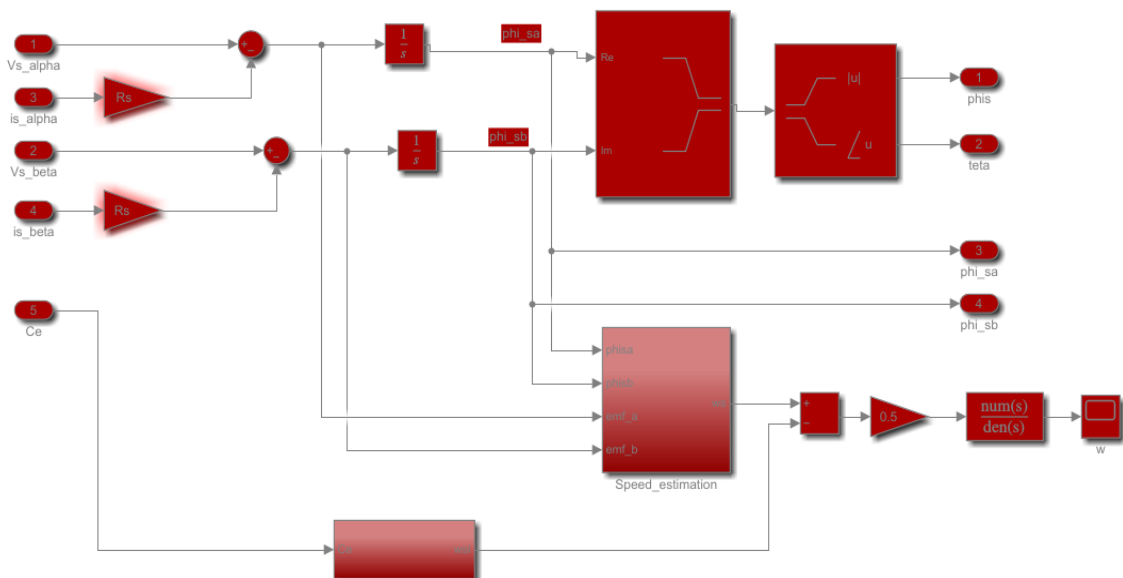 1
Vs_alpha
3
is_alpha
Rs
2
Vs_beta
4
is_beta
Rs
5
Ce
+
-
+
-
1
s
1
s
phi_sa
phi_sb
Re
Im
|u|
∠u
1
phis
2
teta
3
phi_sa
4
phi_sb
phisa
phisb
emf_a
emf_b
ws
Speed_estimation
+
−
0.5
num(s)
den(s)
w